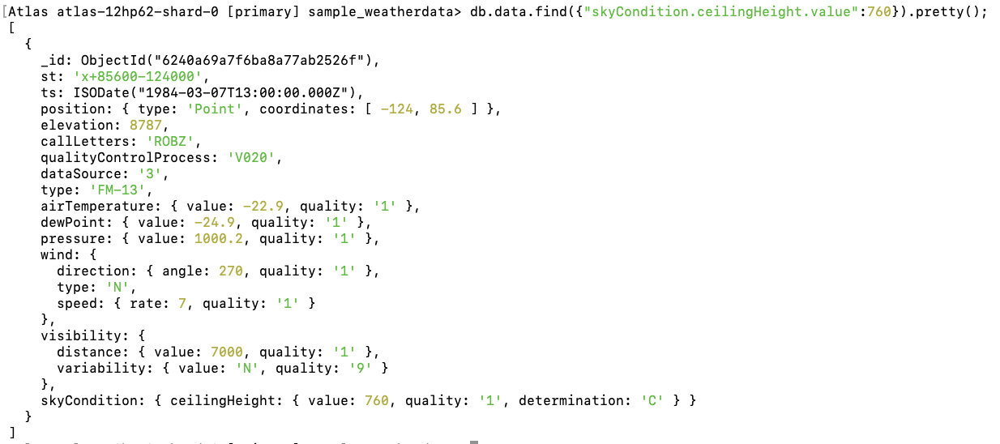 [Atlas atlas-12hp62-shard-0 [primary] sample_weatherdata> db.data.find({"skyCondition.ceilingHeight.value":760}).pretty();
[
  {
    _id: ObjectId("6240a69a7f6ba8a77ab2526f"),
    st: 'x+85600-124000',
    ts: ISODate("1984-03-07T13:00:00.000Z"),
    position: { type: 'Point', coordinates: [ -124, 85.6 ] },
    elevation: 8787,
    callLetters: 'ROBZ',
    qualityControlProcess: 'V020',
    dataSource: '3',
    type: 'FM-13',
    airTemperature: { value: -22.9, quality: '1' },
    dewPoint: { value: -24.9, quality: '1' },
    pressure: { value: 1000.2, quality: '1' },
    wind: {
      direction: { angle: 270, quality: '1' },
      type: 'N',
      speed: { rate: 7, quality: '1' }
    },
    visibility: {
      distance: { value: 7000, quality: '1' },
      variability: { value: 'N', quality: '9' }
    },
    skyCondition: { ceilingHeight: { value: 760, quality: '1', determination: 'C' } }
  }
]